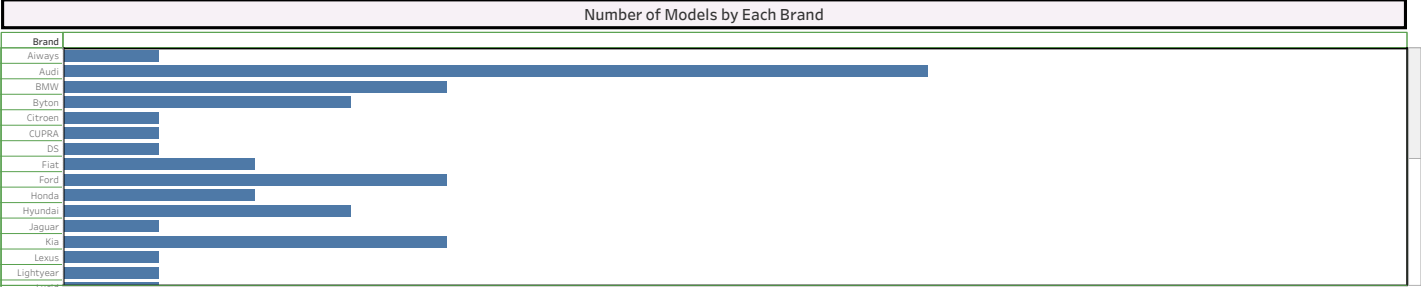 Number of Models by Each Brand
Brand
Aiways
Audi
BMW
Byton
Citroen
CUPRA
DS
Fiat
Ford
Honda
Hyundai
Jaguar
Kia
Lexus
Lightyear